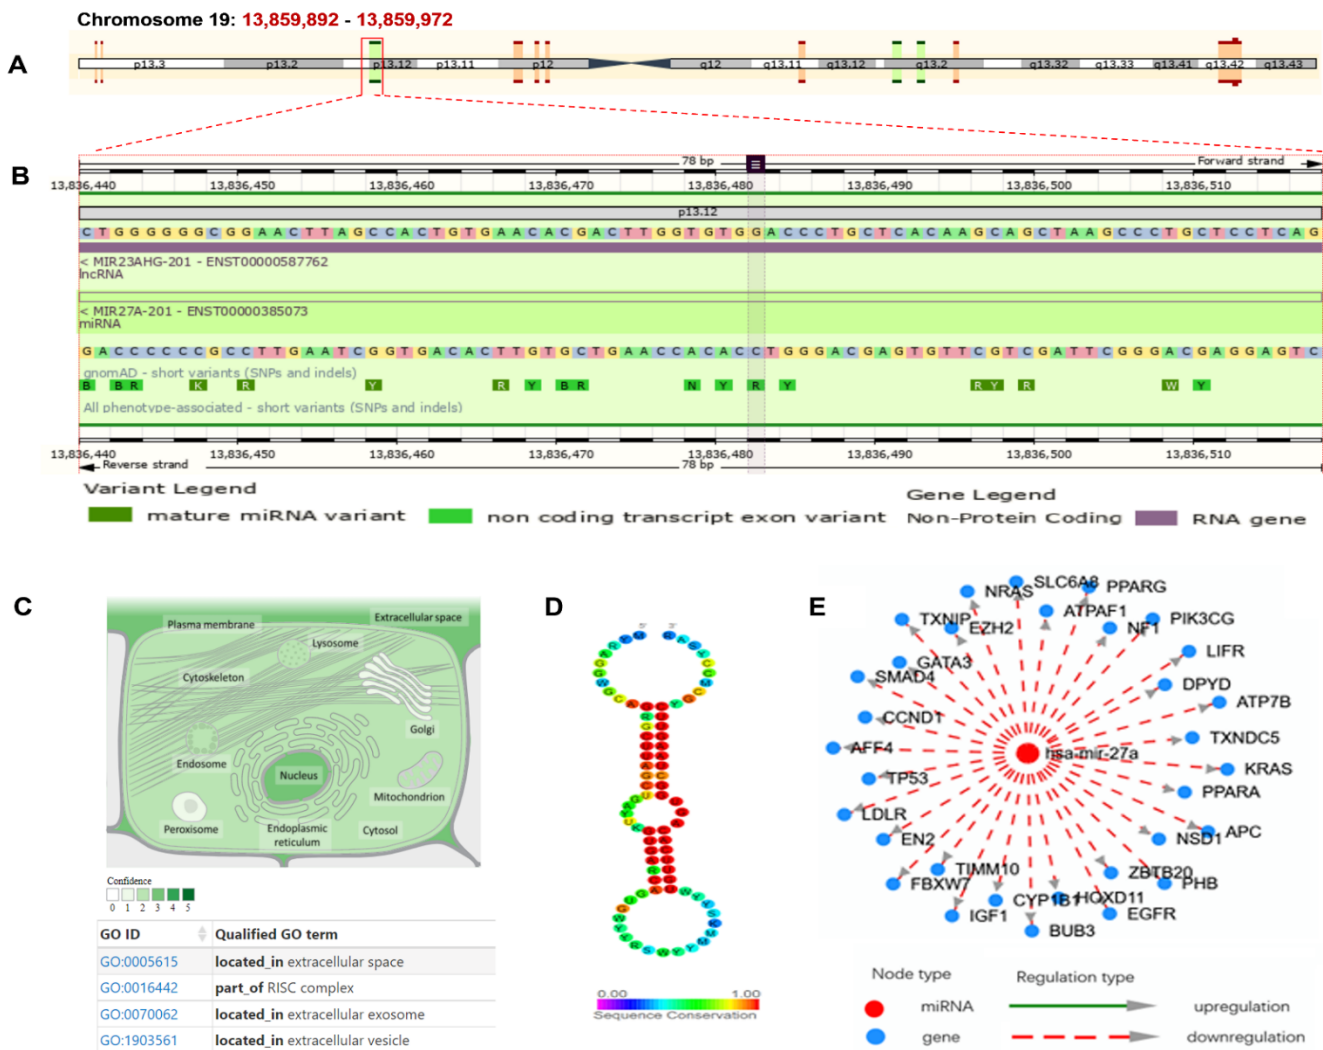 Chromosome 19: 13,859,892 - 13,859,972
A
p13.3 p13.2 p13.12 p13.11 p12 q12 q13.11 q13.12 q13.2 q13.32 q13.33 q13.41 q13.42 q13.43
B
78 bp Forward strand
13,836,440 13,836,450 13,836,460 13,836,470 13,836,480 13,836,490 13,836,500 13,836,510
p13.12
C T G G G G G G C G G A A C T T A G C C A C T G T G A A C A C G A C T T G G T G T G G A C C C T G C T C A C A A G C A G C T A A G C C C T G C T C C T C A G
< MIR23AHG-201 - ENST00000587762
lncRNA
< MIR27A-201 - ENST00000385073
miRNA
G A C C C C C C G C C T T G A A T C G G T G A C A C T T G T G C T G A A C C A C A C C T G G G A C G A G T G T T C G T C G A T T C G G G A C G A G G A G T C
gnomAD - short variants (SNPs and indels)
B B R K R Y R Y B R N Y R Y R Y R W Y
All phenotype-associated - short variants (SNPs and indels)
13,836,440 13,836,450 13,836,460 13,836,470 13,836,480 13,836,490 13,836,500 13,836,510
Reverse strand 78 bp
Variant Legend
mature miRNA variant
non coding transcript exon variant
Gene Legend
Non-Protein Coding
RNA gene
C
Plasma membrane
Extracellular space
Lysosome
Cytoskeleton
Golgi
Endosome
Nucleus
Mitochondrion
Peroxisome
Endoplasmic
reticulum
Cytosol
Confidence
0 1 2 3 4 5
GO ID Qualified GO term
GO:0005615 located_in extracellular space
GO:0016442 part_of RISC complex
GO:0070062 located_in extracellular exosome
GO:1903561 located_in extracellular vesicle
D
5' 3'
0.00 1.00
Sequence Conservation
E
SLC6A8
NRAS
PPARG
ATPAF1
TXNIP
EZH2
NF1
PIK3CG
LIFR
GATA3
SMAD4
DPYD
ATP7B
CCND1
TXNDC5
AFF4
hsa-mir-27a
KRAS
TP53
PPARA
LDLR
APC
EN2
NSD1
TIMM10
ZBTB20
FBXW7
PHB
CYP1B1
HOXD11
IGF1
EGFR
BUB3
Node type
miRNA
gene
Regulation type
upregulation
downregulation